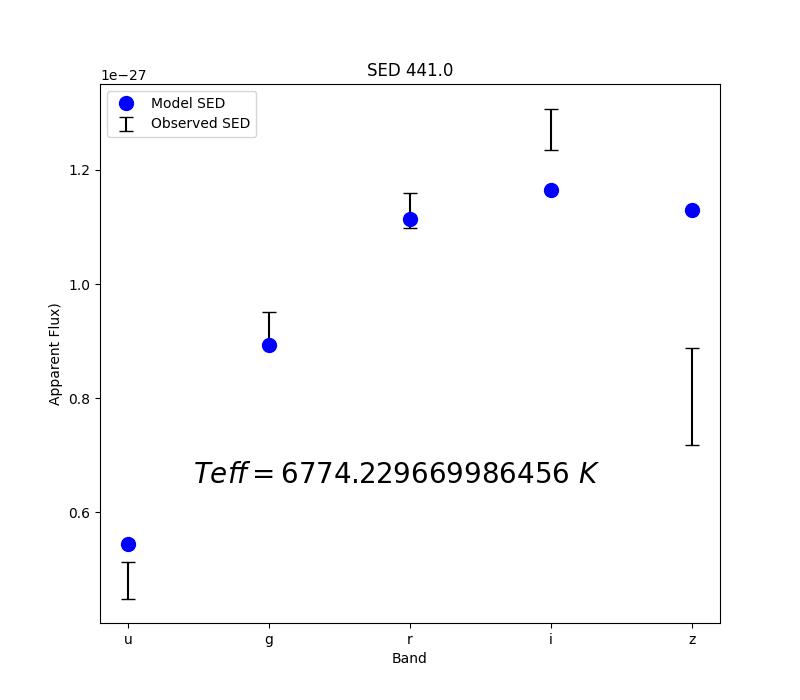 SED 441.0
1e−27
Model SED
Observed SED
1.2
1.0
0.8
0.6
Apparent Flux)
Teff = 6774.229669986456 K
u g r i z
Band